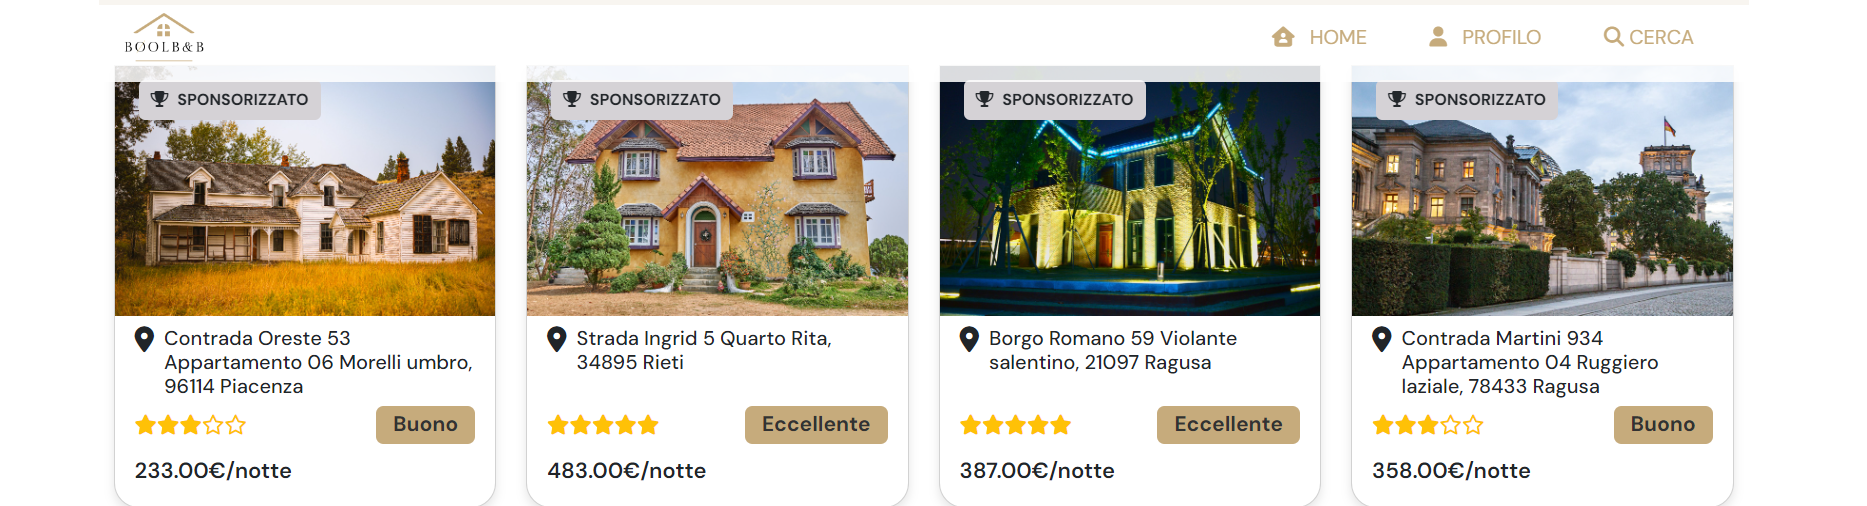 BOOLB&B
HOME
PROFILO
CERCA
SPONSORIZZATO
Contrada Oreste 53
Appartamento 06 Morelli umbro,
96114 Piacenza
Buono
233.00€/notte
SPONSORIZZATO
Strada Ingrid 5 Quarto Rita,
34895 Rieti
Eccellente
483.00€/notte
SPONSORIZZATO
Borgo Romano 59 Violante
salentino, 21097 Ragusa
Eccellente
387.00€/notte
SPONSORIZZATO
Contrada Martini 934
Appartamento 04 Ruggiero
laziale, 78433 Ragusa
Buono
358.00€/notte